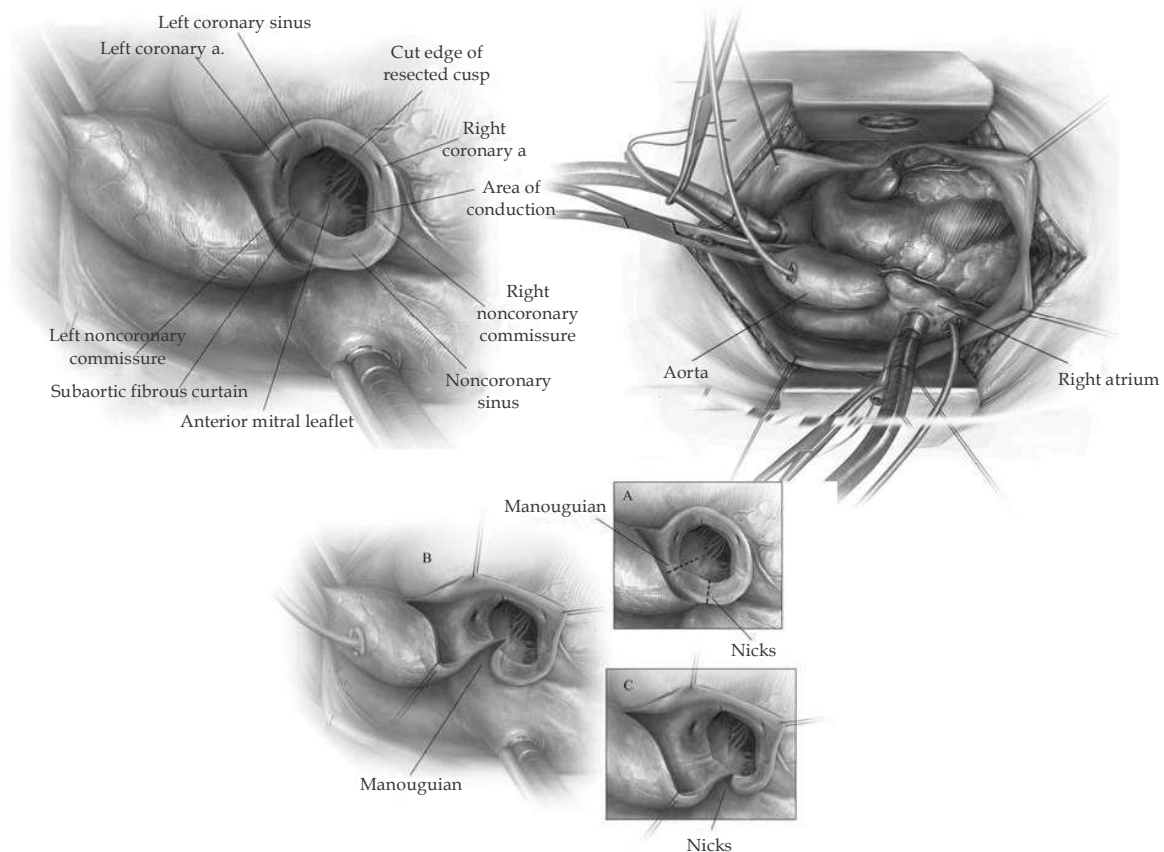 Left coronary sinus
Left coronary a.
Cut edge of
resected cusp
Right
coronary a
Area of
conduction
Right
noncoronary
commissure
Noncoronary
sinus
Left noncoronary
commissure
Subaortic fibrous curtain
Anterior mitral leaflet
Aorta
Right atrium
A
Manouguian
Nicks
B
Manouguian
C
Nicks